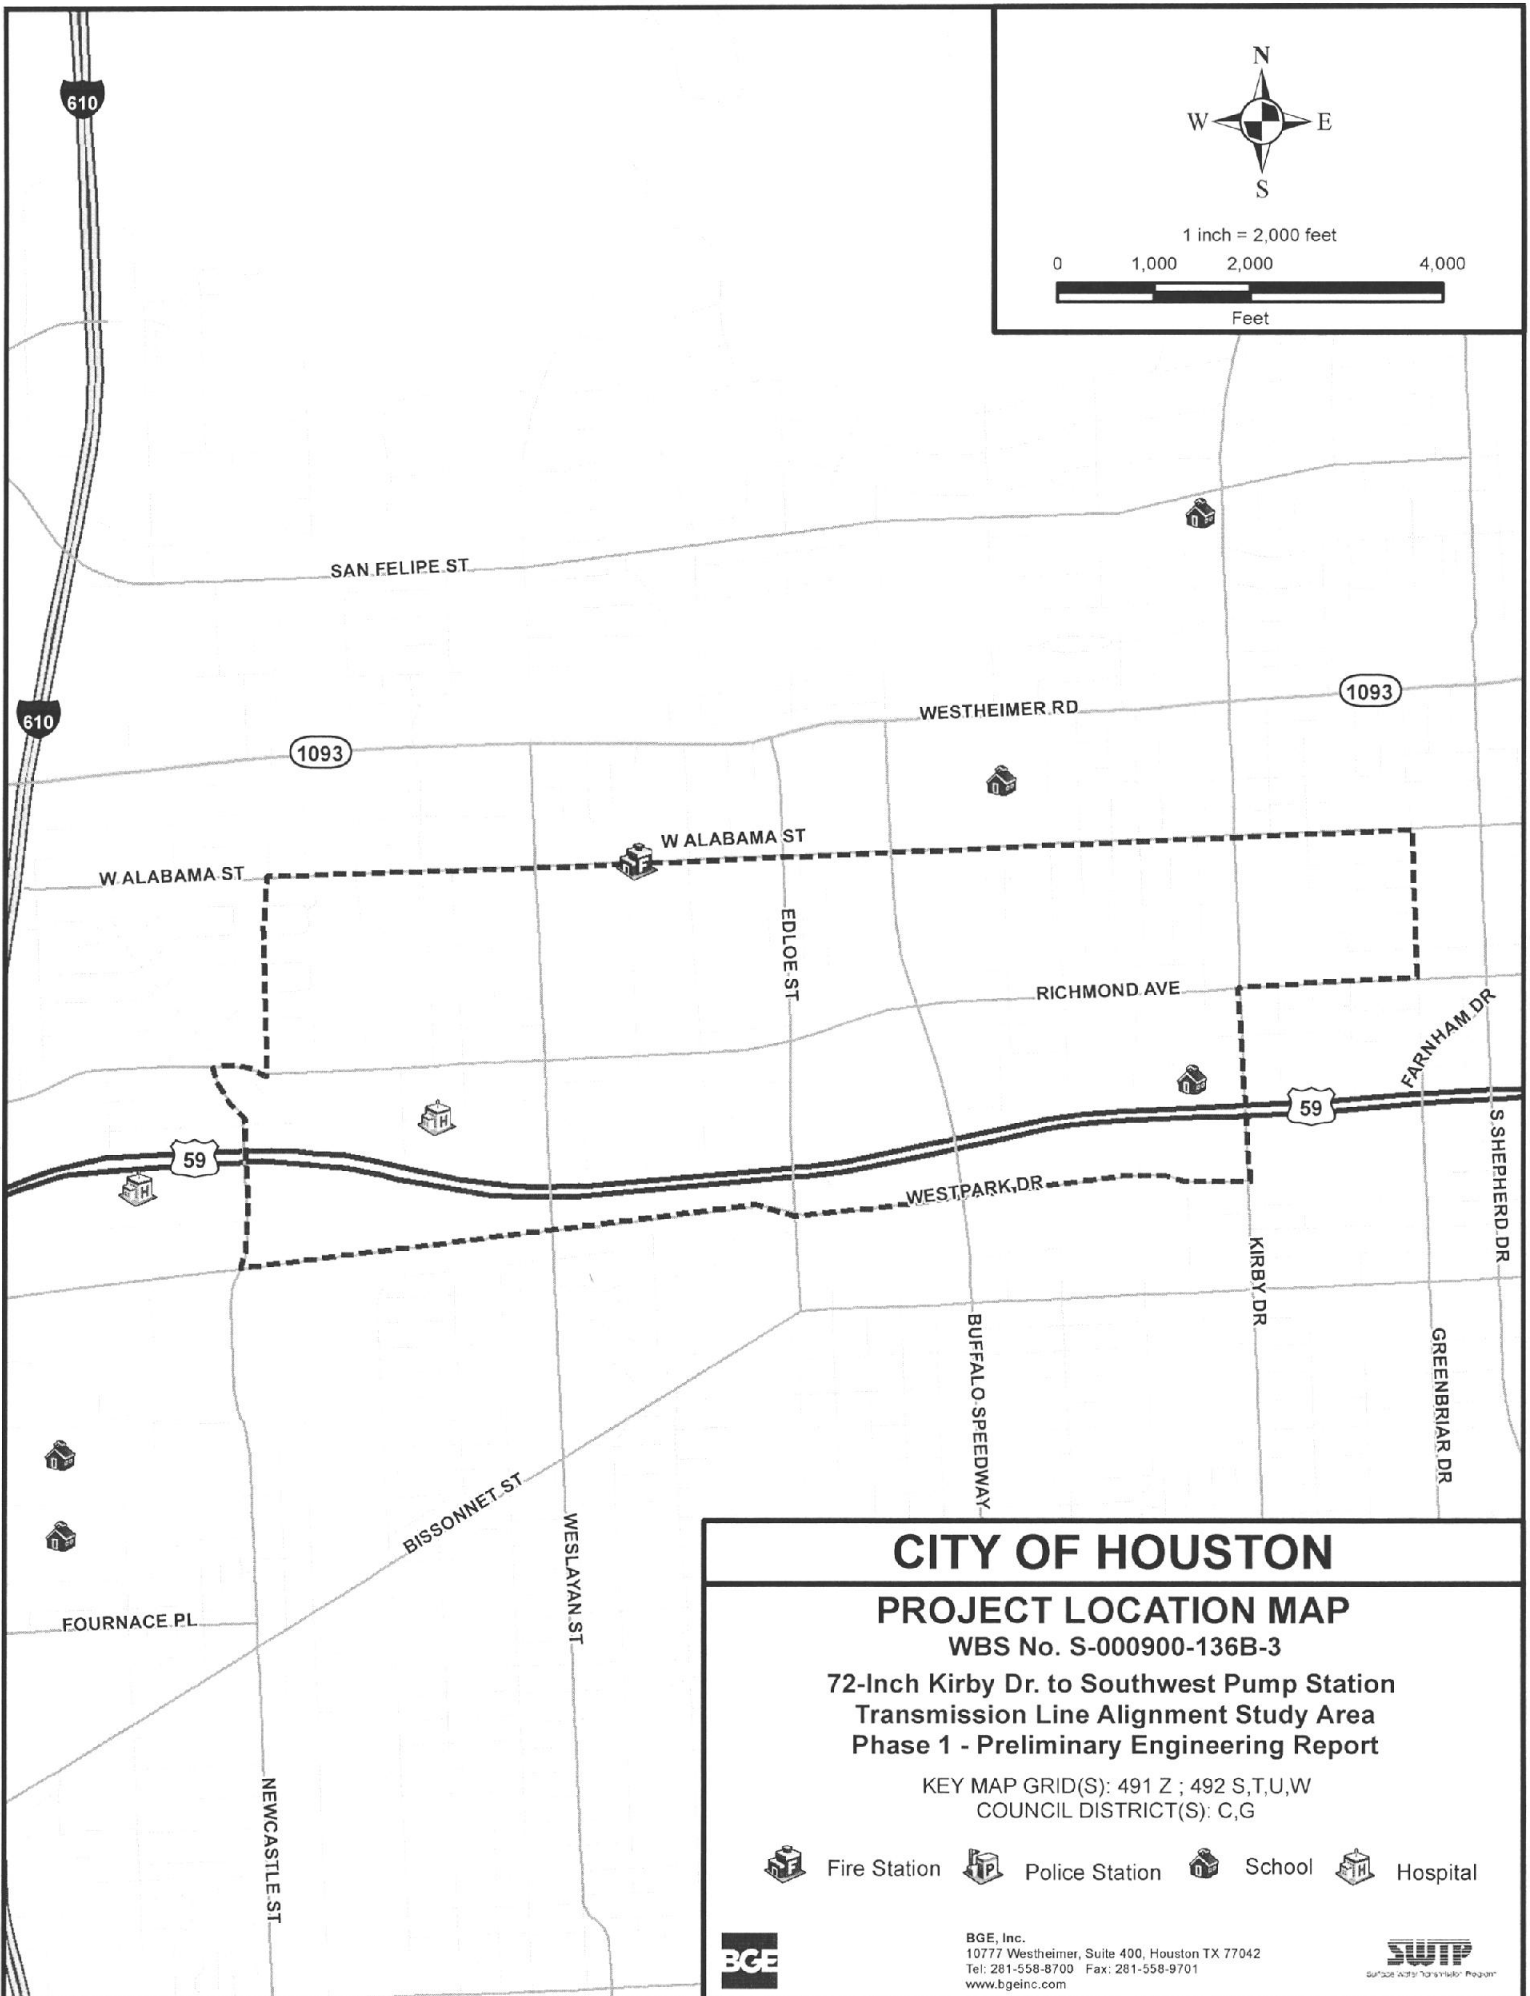 610
N
W
E
S
1 inch = 2,000 feet
0 1,000 2,000 4,000
Feet
SAN FELIPE ST
610
WESTHEIMER RD
1093
1093
W ALABAMA ST
W ALABAMA ST
F
EDLOE ST
RICHMOND AVE
FARNHAM DR
59
H
59
H
WESTPARK DR
S SHEPHERD DR
KIRBY DR
BUFFALO SPEEDWAY
GREENBRIAR DR
BISSONNET ST
WESLAYAN ST
FOURNACE PL
NEWCASTLE ST
CITY OF HOUSTON
PROJECT LOCATION MAP
WBS No. S-000900-136B-3
72-Inch Kirby Dr. to Southwest Pump Station
Transmission Line Alignment Study Area
Phase 1 - Preliminary Engineering Report
KEY MAP GRID(S): 491 Z ; 492 S,T,U,W
COUNCIL DISTRICT(S): C,G
F Fire Station P Police Station School H Hospital
BGE
BGE, Inc.
10777 Westheimer, Suite 400, Houston TX 77042
Tel: 281-558-8700 Fax: 281-558-9701
www.bgeinc.com
SWTP
Surface Water Transmission Program